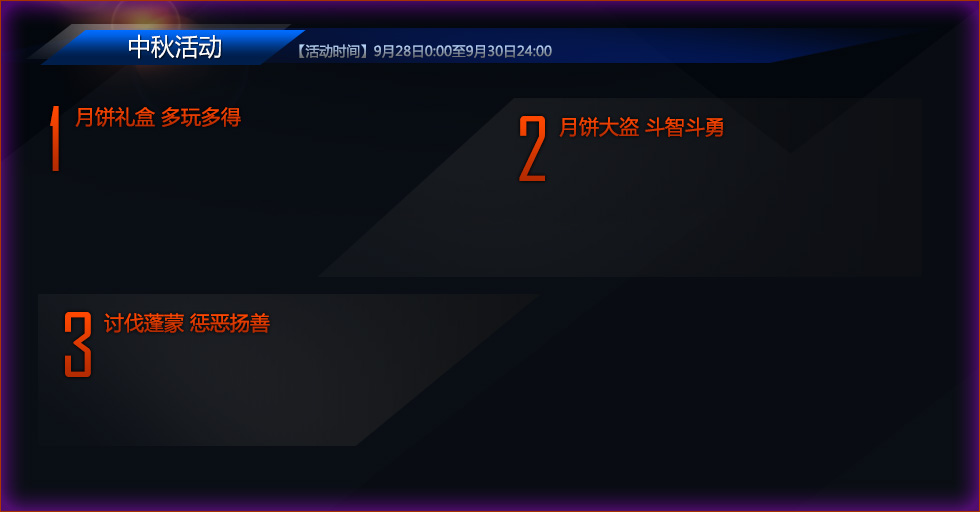 中秋活动
【活动时间】9月28日0:00至9月30日24:00
1 月饼礼盒 多玩多得
2 月饼大盗 斗智斗勇
3 讨伐蓬蒙 惩恶扬善